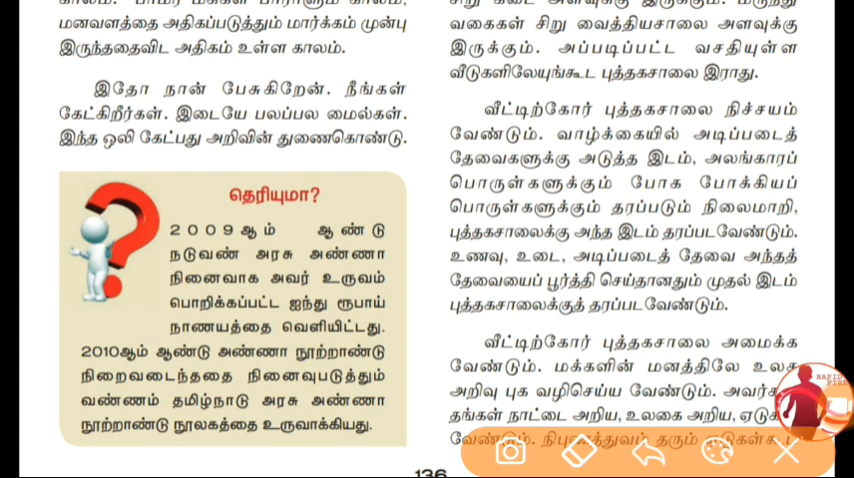 மனவளத்தை அதிகப்படுத்தும் மார்க்கம் முன்பு
இருந்ததைவிட அதிகம் உள்ள காலம்.
இதோ நான் பேசுகிறேன். நீங்கள்
கேட்கிறீர்கள். இடையே பலப்பல மைல்கள்.
இந்த ஒலி கேட்பது அறிவின் துணைகொண்டு.
தெரியுமா?
2009ஆம் ஆண்டு
நடுவண் அரசு அண்ணா
நினைவாக அவர் உருவம்
பொறிக்கப்பட்ட ஐந்து ரூபாய்
நாணயத்தை வெளியிட்டது.
2010ஆம் ஆண்டு அண்ணா நூற்றாண்டு
நிறைவடைந்ததை நினைவுபடுத்தும்
வண்ணம் தமிழ்நாடு அரசு அண்ணா
நூற்றாண்டு நூலகத்தை உருவாக்கியது.
வகைகள் சிறு வைத்தியசாலை அளவுக்கு
இருக்கும். அப்படிப்பட்ட வசதியுள்ள
வீடுகளிலேயுங்கூட புத்தகசாலை இராது.
வீட்டிற்கோர் புத்தகசாலை நிச்சயம்
வேண்டும். வாழ்க்கையில் அடிப்படைத்
தேவைகளுக்கு அடுத்த இடம், அலங்காரப்
பொருள்களுக்கும் போக போக்கியப்
பொருள்களுக்கும் தரப்படும் நிலைமாறி,
புத்தகசாலைக்கு அந்த இடம் தரப்படவேண்டும்.
உணவு, உடை, அடிப்படைத் தேவை அந்தத்
தேவையைப் பூர்த்தி செய்தானதும் முதல் இடம்
புத்தகசாலைக்குத் தரப்படவேண்டும்.
வீட்டிற்கோர் புத்தகசாலை அமைக்க
வேண்டும். மக்களின் மனத்திலே உலக
அறிவு புக வழிசெய்ய வேண்டும்.
தங்கள் நாட்டை அறிய, உலகை அறிய,
வேண்டும். நிபுணத்துவம் தரும்
136